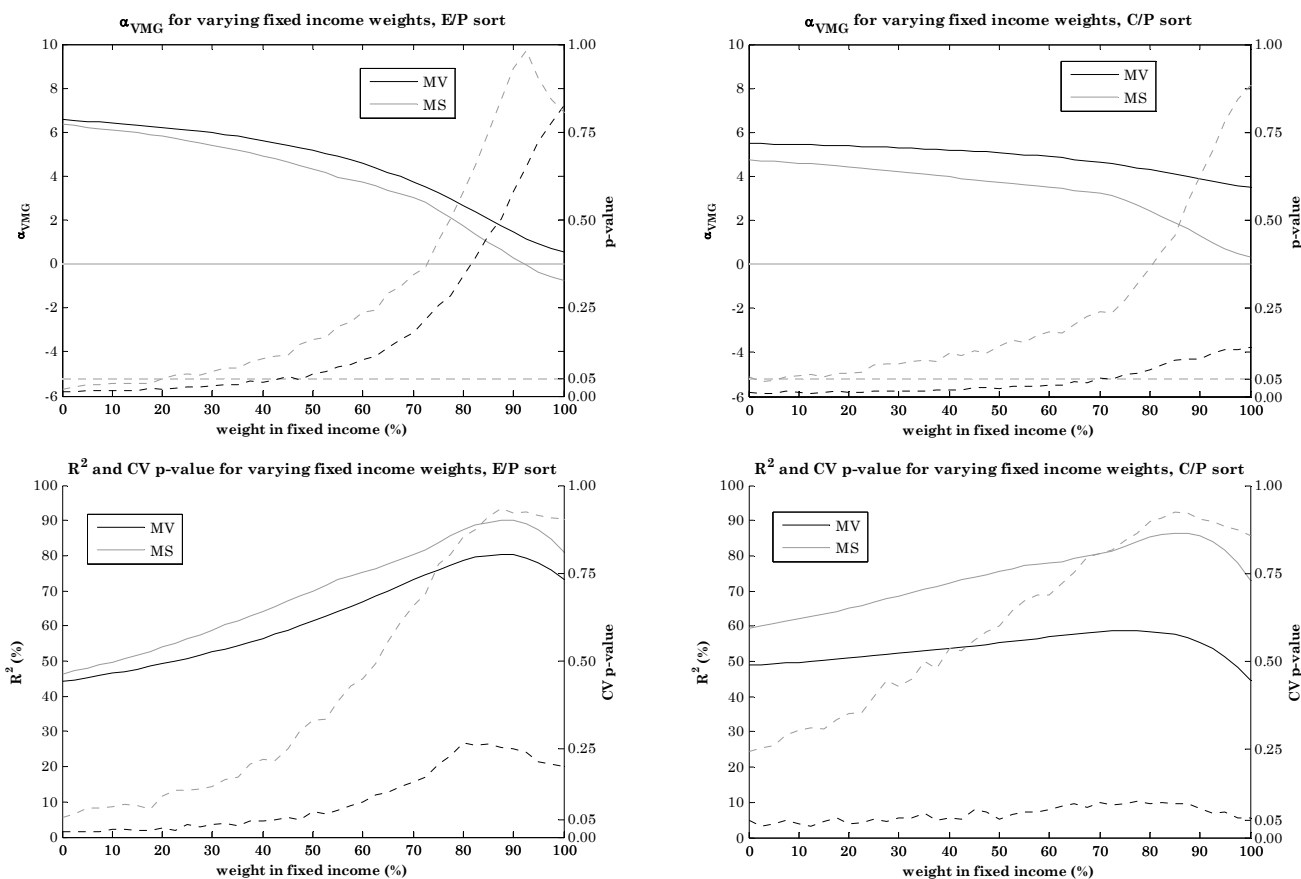 α_VMG for varying fixed income weights, E/P sort
10
8
6
4
2
0
-2
-4
-6
α_VMG
1.00
0.75
0.50
0.25
0.05
0.00
p-value
MV
MS
0 10 20 30 40 50 60 70 80 90 100
weight in fixed income (%)
α_VMG for varying fixed income weights, C/P sort
10
8
6
4
2
0
-2
-4
-6
α_VMG
1.00
0.75
0.50
0.25
0.05
0.00
p-value
MV
MS
0 10 20 30 40 50 60 70 80 90 100
weight in fixed income (%)
R² and CV p-value for varying fixed income weights, E/P sort
100
90
80
70
60
50
40
30
20
10
0
R² (%)
1.00
0.75
0.50
0.25
0.05
0.00
CV p-value
MV
MS
0 10 20 30 40 50 60 70 80 90 100
weight in fixed income (%)
R² and CV p-value for varying fixed income weights, C/P sort
100
90
80
70
60
50
40
30
20
10
0
R² (%)
1.00
0.75
0.50
0.25
0.05
0.00
CV p-value
MV
MS
0 10 20 30 40 50 60 70 80 90 100
weight in fixed income (%)